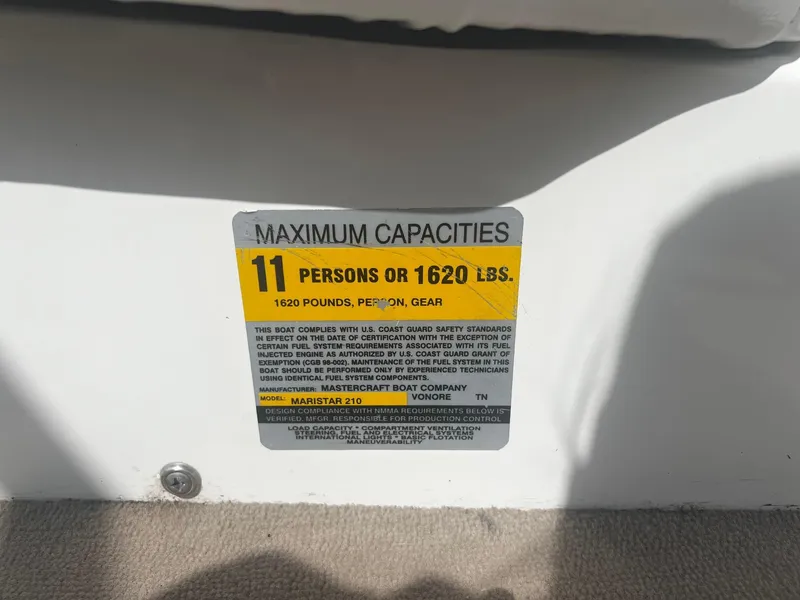 MAXIMUM CAPACITIES
11 PERSONS OR 1620 LBS.
1620 POUNDS, PERSON, GEAR
THIS BOAT COMPLIES WITH U.S. COAST GUARD SAFETY STANDARDS
IN EFFECT ON THE DATE OF CERTIFICATION WITH THE EXCEPTION OF
CERTAIN FUEL SYSTEM REQUIREMENTS ASSOCIATED WITH ITS FUEL
INJECTED ENGINE AS AUTHORIZED BY U.S. COAST GUARD GRANT OF
EXEMPTION (CGB 98-002). MAINTENANCE OF THE FUEL SYSTEM IN THIS
BOAT SHOULD BE PERFORMED ONLY BY EXPERIENCED TECHNICIANS
USING IDENTICAL FUEL SYSTEM COMPONENTS.
MANUFACTURER: MASTERCRAFT BOAT COMPANY
MODEL: MARISTAR 210 VONORE TN
DESIGN COMPLIANCE WITH NMMA REQUIREMENTS BELOW IS
VERIFIED. MFGR. RESPONSIBLE FOR PRODUCTION CONTROL
LOAD CAPACITY * COMPARTMENT VENTILATION
STEERING, FUEL AND ELECTRICAL SYSTEMS
INTERNATIONAL LIGHTS * BASIC FLOTATION
MANEUVERABILITY